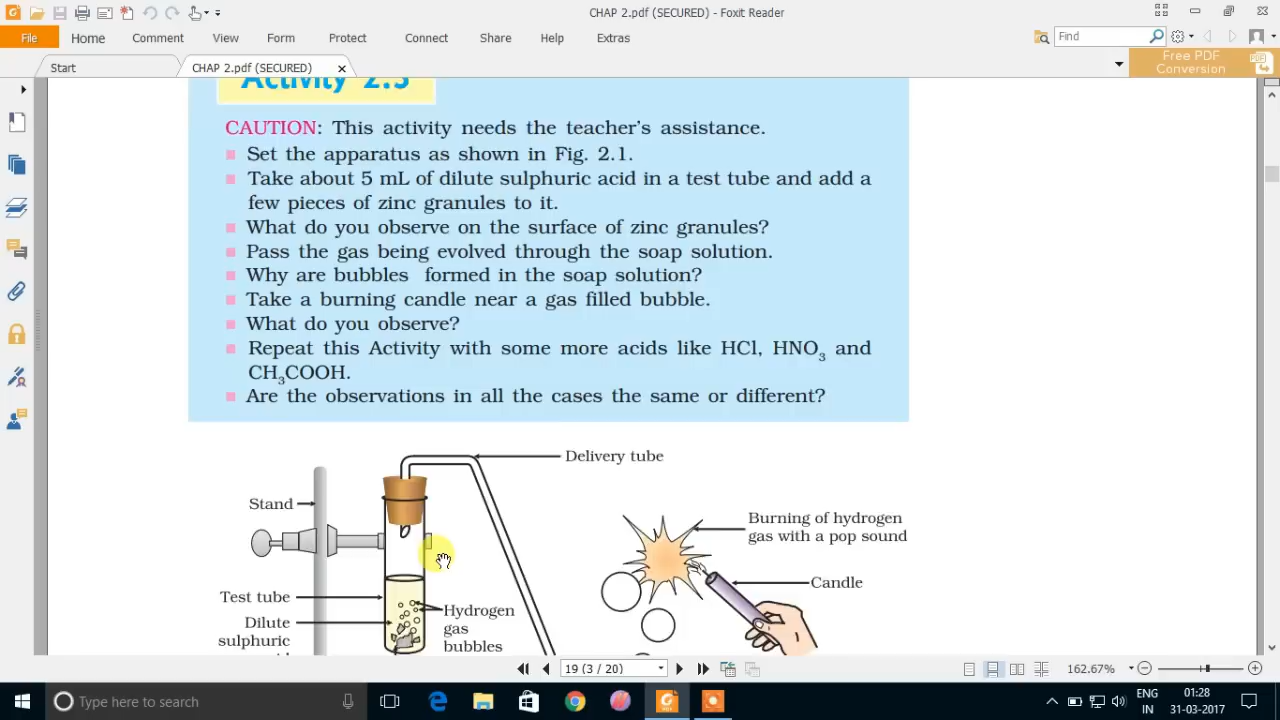 CHAP 2.pdf (SECURED) - Foxit Reader
File Home Comment View Form Protect Connect Share Help Extras
Find
Start
CHAP 2.pdf (SECURED)
Free PDF
Conversion
Activity 2.3
CAUTION: This activity needs the teacher's assistance.
Set the apparatus as shown in Fig. 2.1.
Take about 5 mL of dilute sulphuric acid in a test tube and add a
few pieces of zinc granules to it.
What do you observe on the surface of zinc granules?
Pass the gas being evolved through the soap solution.
Why are bubbles formed in the soap solution?
Take a burning candle near a gas filled bubble.
What do you observe?
Repeat this Activity with some more acids like HCl, HNO3 and
CH3COOH.
Are the observations in all the cases the same or different?
Delivery tube
Stand
Burning of hydrogen
gas with a pop sound
Candle
Test tube
Hydrogen
gas
bubbles
Dilute
sulphuric
19 (3 / 20)
162.67%
Type here to search
ENG
IN
01:28
31-03-2017